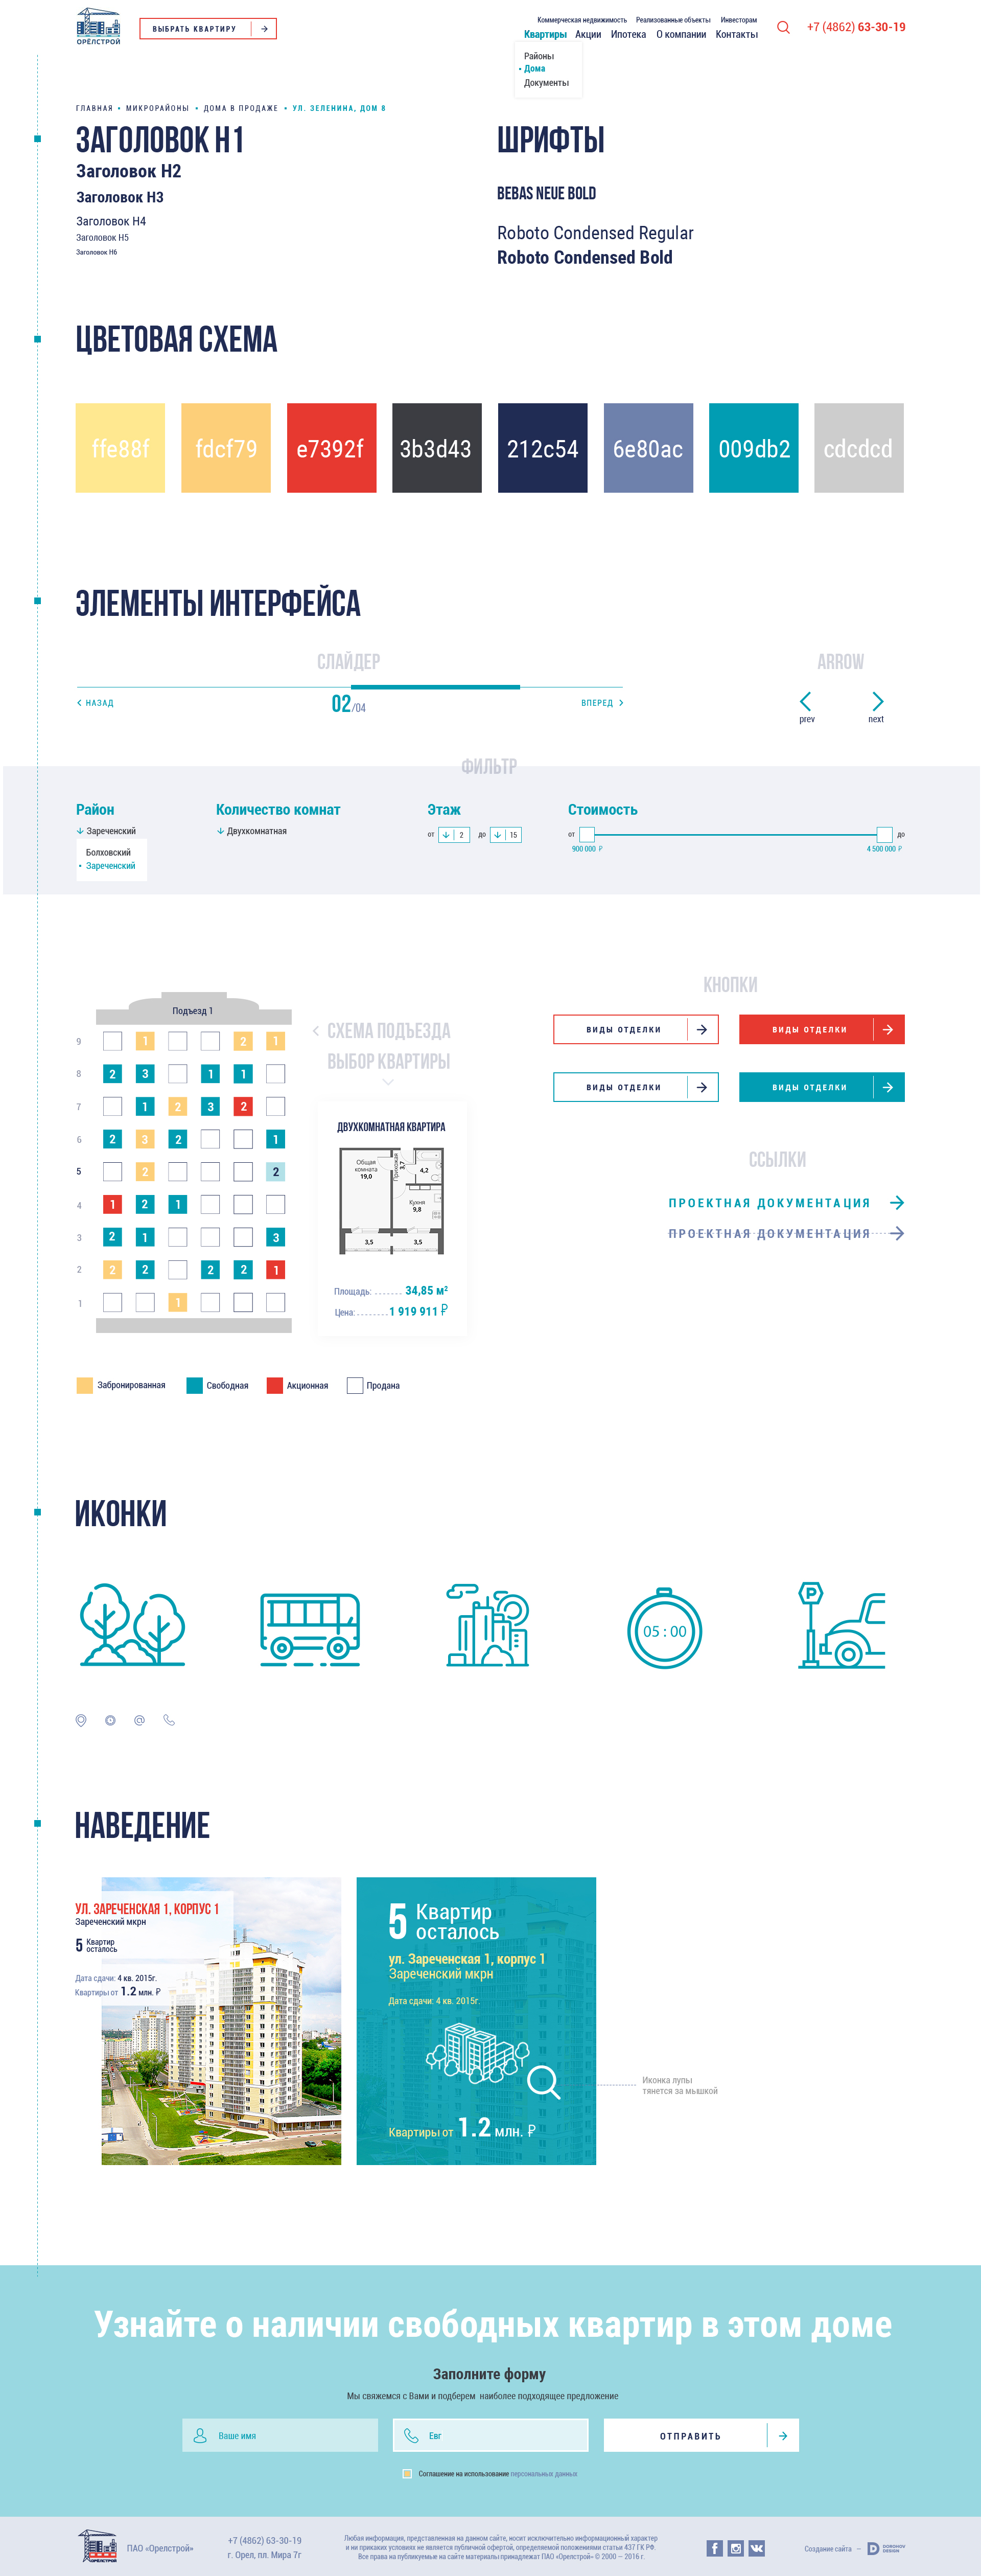 ОРЁЛСТРОЙ
ВЫБРАТЬ КВАРТИРУ
Коммерческая недвижимость Реализованные объекты Инвесторам
Квартиры Акции Ипотека О компании Контакты
+7 (4862) 63-30-19
Районы
Дома
Документы
ГЛАВНАЯ • МИКРОРАЙОНЫ • ДОМА В ПРОДАЖЕ • УЛ. ЗЕЛЕНИНА, ДОМ 8
ЗАГОЛОВОК H1
Заголовок H2
Заголовок H3
Заголовок H4
Заголовок H5
Заголовок H6
ШРИФТЫ
BEBAS NEUE BOLD
Roboto Condensed Regular
Roboto Condensed Bold
ЦВЕТОВАЯ СХЕМА
ffe88f fdcf79 e7392f 3b3d43 212c54 6e80ac 009db2 cdcdcd
ЭЛЕМЕНТЫ ИНТЕРФЕЙСА
СЛАЙДЕР
НАЗАД
02/04
ВПЕРЕД
ARROW
prev next
ФИЛЬТР
Район
Зареченский
Болховский
• Зареченский
Количество комнат
Двухкомнатная
Этаж
от 2 до 15
Стоимость
от до
900 000 ₽ 4 500 000 ₽
Подъезд 1
9 1 2 1
8 2 3 1 1
7 1 2 3 2
6 2 3 2 1
5 2 2
4 1 2 1
3 2 1 3
2 2 2 2 2 1
1 1
СХЕМА ПОДЪЕЗДА
ВЫБОР КВАРТИРЫ
ДВУХКОМНАТНАЯ КВАРТИРА
Общая
комната
19,0
Прихожая
3,7
4,2
Кухня
9,8
3,5 3,5
Площадь: 34,85 м²
Цена: 1 919 911 ₽
Забронированная Свободная Акционная Продана
КНОПКИ
ВИДЫ ОТДЕЛКИ ВИДЫ ОТДЕЛКИ
ВИДЫ ОТДЕЛКИ ВИДЫ ОТДЕЛКИ
ССЫЛКИ
ПРОЕКТНАЯ ДОКУМЕНТАЦИЯ
ПРОЕКТНАЯ ДОКУМЕНТАЦИЯ
ИКОНКИ
05 : 00
P
@
НАВЕДЕНИЕ
УЛ. ЗАРЕЧЕНСКАЯ 1, КОРПУС 1
Зареченский мкрн
5 Квартир
осталось
Дата сдачи: 4 кв. 2015г.
Квартиры от 1.2 млн. ₽
5 Квартир
осталось
ул. Зареченская 1, корпус 1
Зареченский мкрн
Дата сдачи: 4 кв. 2015г.
Квартиры от 1.2 млн. ₽
Иконка лупы
тянется за мышкой
Узнайте о наличии свободных квартир в этом доме
Заполните форму
Мы свяжемся с Вами и подберем наиболее подходящее предложение
Ваше имя
Евг
ОТПРАВИТЬ
Соглашение на использование персональных данных
ОРЕЛСТРОЙ
ПАО «Орелстрой»
+7 (4862) 63-30-19
г. Орел, пл. Мира 7г
Любая информация, представленная на данном сайте, носит исключительно информационный характер
и ни приканих условиях не является публичной офертой, определяемой положениями статьи 437 ГК РФ.
Все права на публикуемые на сайте материалы принадлежат ПАО «Орелстрой» © 2000 — 2016 г.
Создание сайта —
DOROHOV
DESIGN